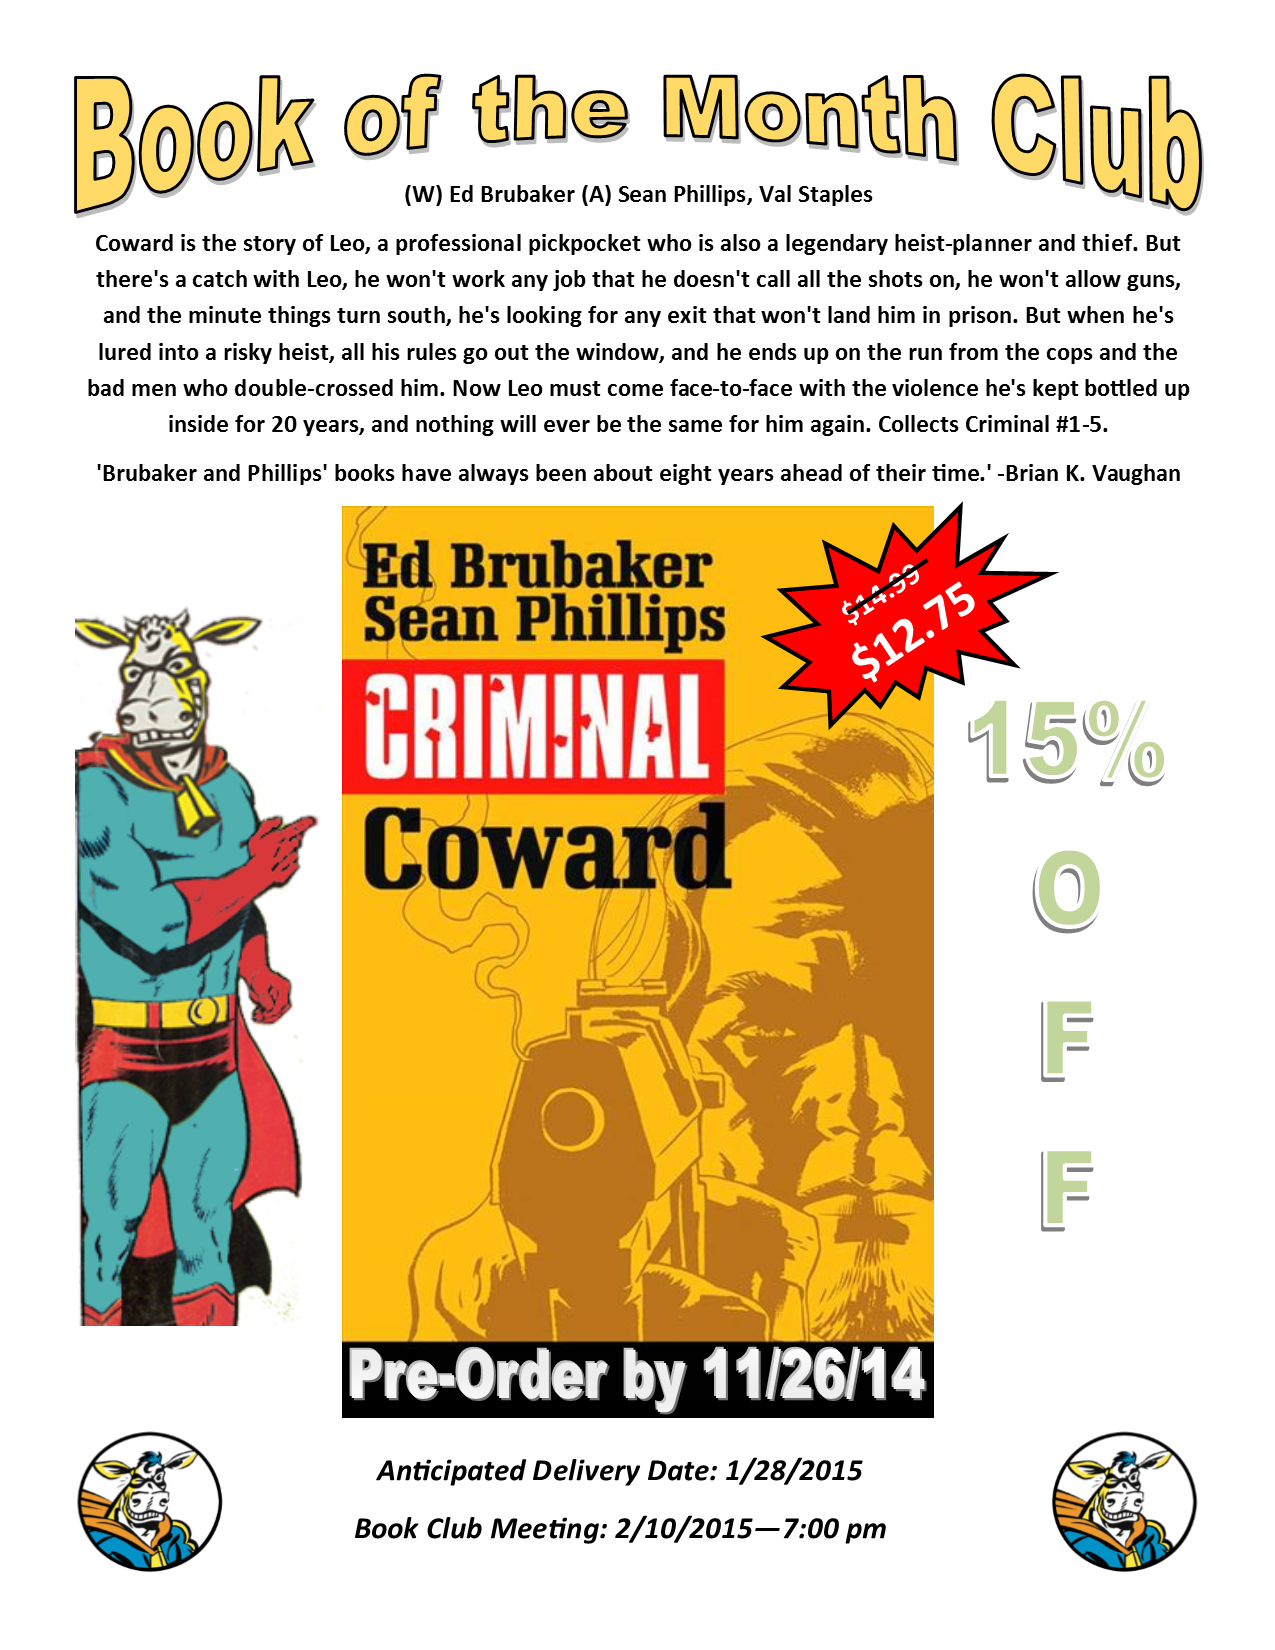 Book of the Month Club
(W) Ed Brubaker (A) Sean Phillips, Val Staples
Coward is the story of Leo, a professional pickpocket who is also a legendary heist-planner and thief. But
there's a catch with Leo, he won't work any job that he doesn't call all the shots on, he won't allow guns,
and the minute things turn south, he's looking for any exit that won't land him in prison. But when he's
lured into a risky heist, all his rules go out the window, and he ends up on the run from the cops and the
bad men who double-crossed him. Now Leo must come face-to-face with the violence he's kept bottled up
inside for 20 years, and nothing will ever be the same for him again. Collects Criminal #1-5.
'Brubaker and Phillips' books have always been about eight years ahead of their time.' -Brian K. Vaughan
Ed Brubaker
Sean Phillips
CRIMINAL
Coward
$14.99
$12.75
15%
O
F
F
Pre-Order by 11/26/14
Anticipated Delivery Date: 1/28/2015
Book Club Meeting: 2/10/2015—7:00 pm